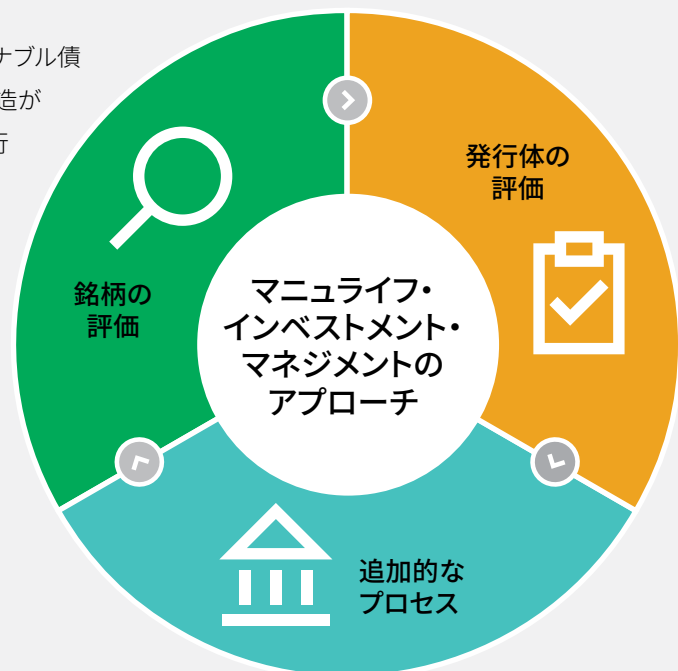 ナブル債
造が
行
発行体の
評価
銘柄の
評価
マニュライフ・
インベストメント・
マネジメントの
アプローチ
追加的な
プロセス